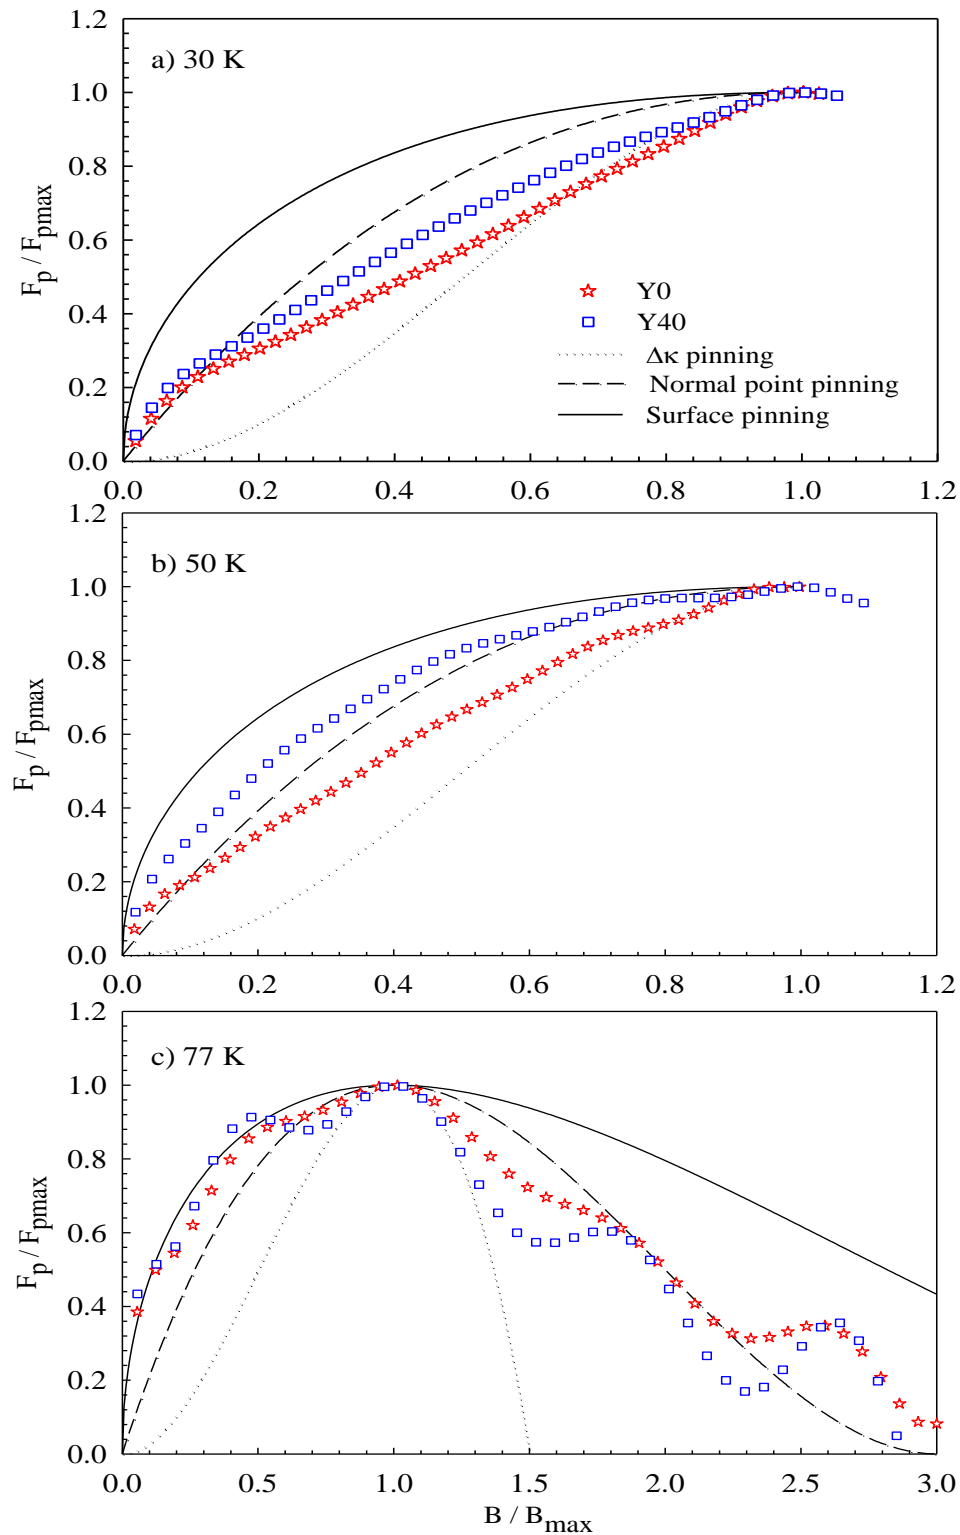 1.2
a) 30 K
1.0
0.8
F_p / F_pmax
0.6
Y0
0.4
Y40
Δκ pinning
0.2
Normal point pinning
Surface pinning
0.0
0.0 0.2 0.4 0.6 0.8 1.0 1.2
1.2
b) 50 K
1.0
0.8
F_p / F_pmax
0.6
0.4
0.2
0.0
0.0 0.2 0.4 0.6 0.8 1.0 1.2
1.2
c) 77 K
1.0
0.8
F_p / F_pmax
0.6
0.4
0.2
0.0
0.0 0.5 1.0 1.5 2.0 2.5 3.0
B / B_max